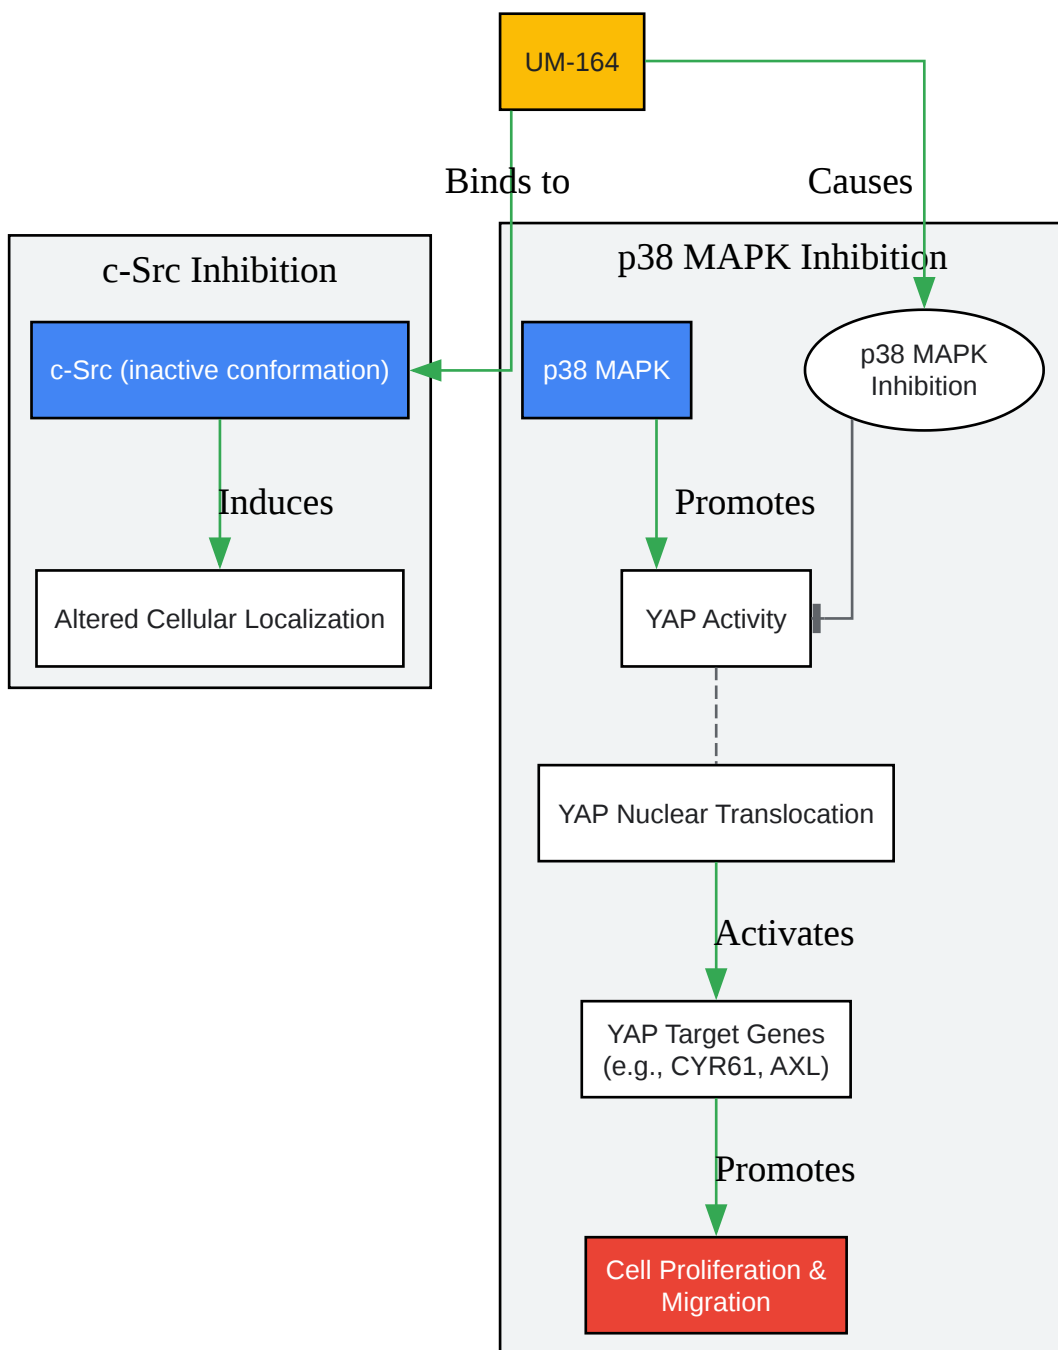 UM-164
Binds to
Causes
c-Src Inhibition
p38 MAPK Inhibition
c-Src (inactive conformation)
p38 MAPK
p38 MAPK
Inhibition
Induces
Promotes
Altered Cellular Localization
YAP Activity
YAP Nuclear Translocation
Activates
YAP Target Genes
(e.g., CYR61, AXL)
Promotes
Cell Proliferation &
Migration